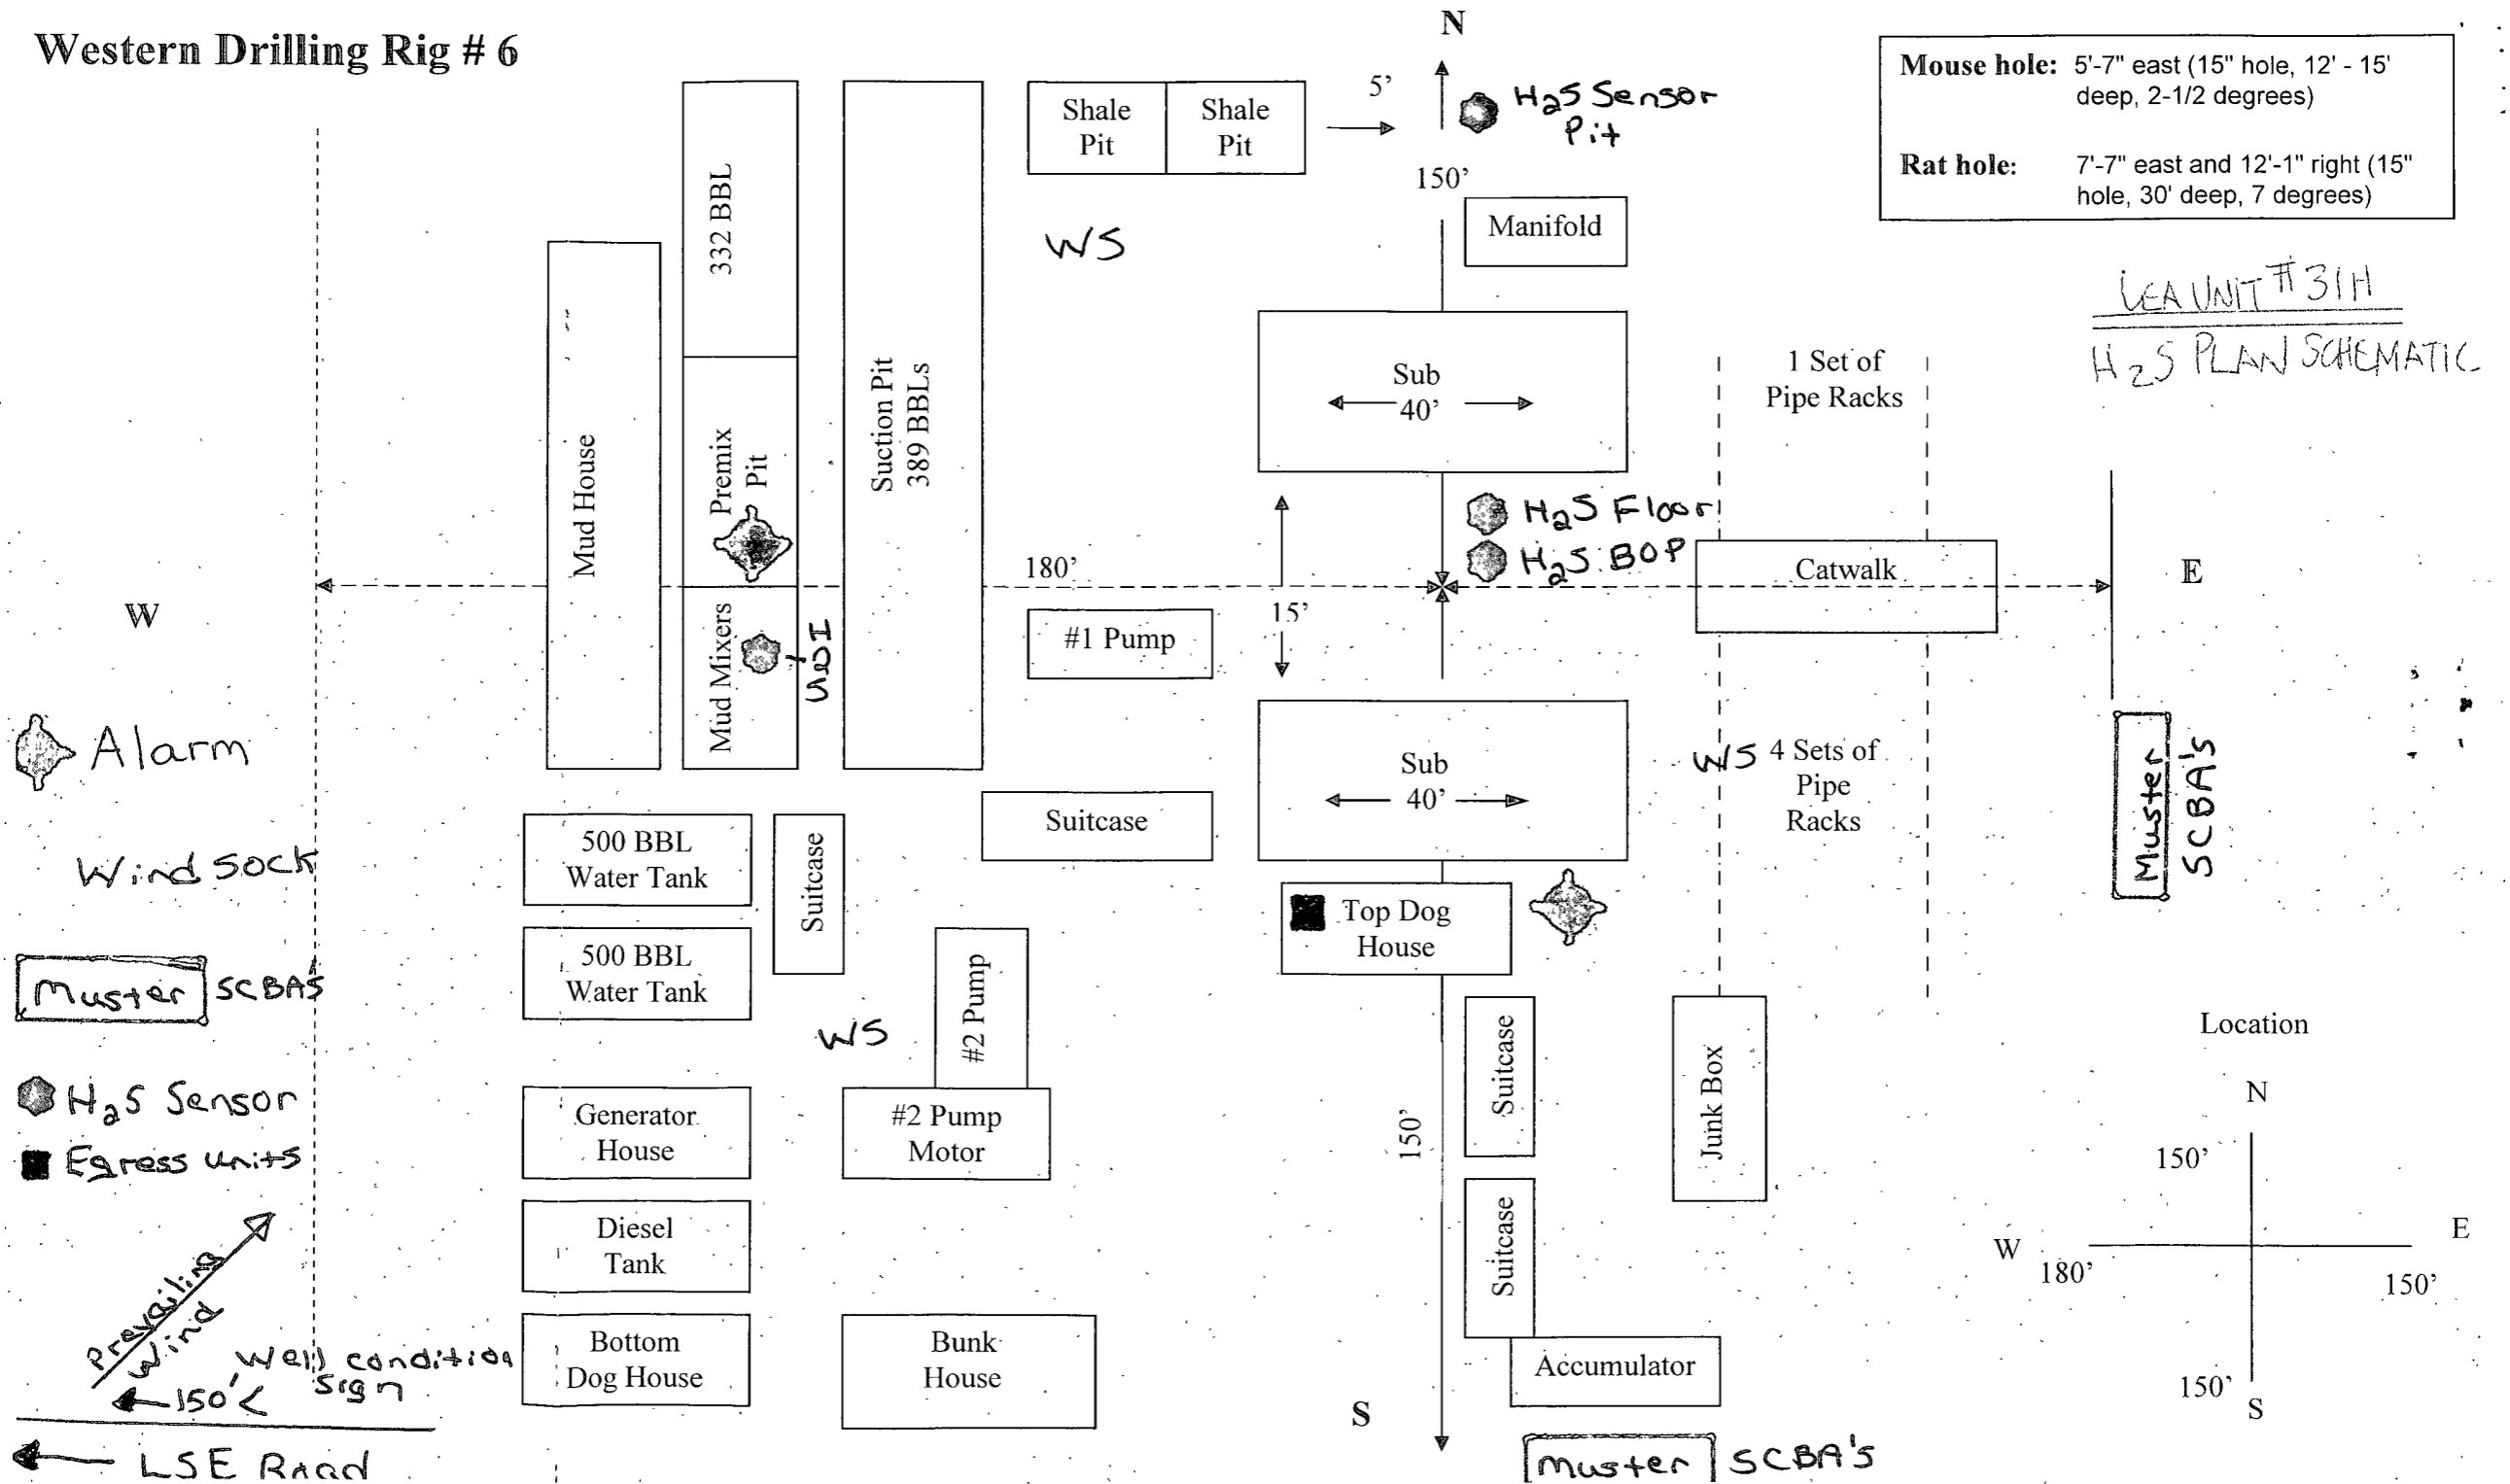 Western Drilling Rig # 6
N
Mouse hole: 5'-7" east (15" hole, 12' - 15'
deep, 2-1/2 degrees)
Rat hole: 7'-7" east and 12'-1" right (15"
hole, 30' deep, 7 degrees)
LEA UNIT #31H
H2S PLAN SCHEMATIC
332 BBL
Premix
Pit
Mud Mixers
Mud House
Suction Pit
389 BBLs
Shale
Pit
Shale
Pit
5'
H2S Sensor
Pit
150'
Manifold
WS
Sub
40'
1 Set of
Pipe Racks
H2S Floor
H2S BOP
180'
Catwalk
E
W
15'
#1 Pump
Alarm
Wind Sock
Muster SCBA's
H2S Sensor
Egress units
Prevailing
Wind
Well condition
Sign
150'
LSE Road
500 BBL
Water Tank
500 BBL
Water Tank
Suitcase
Suitcase
WS
#2 Pump
#2 Pump
Motor
Generator
House
Diesel
Tank
Bottom
Dog House
Bunk
House
Sub
40'
WS
4 Sets of
Pipe
Racks
Muster
SCBA's
Top Dog
House
Suitcase
Suitcase
Junk Box
150'
Accumulator
S
Muster SCBA's
Location
N
150'
W
180'
E
150'
150'
S